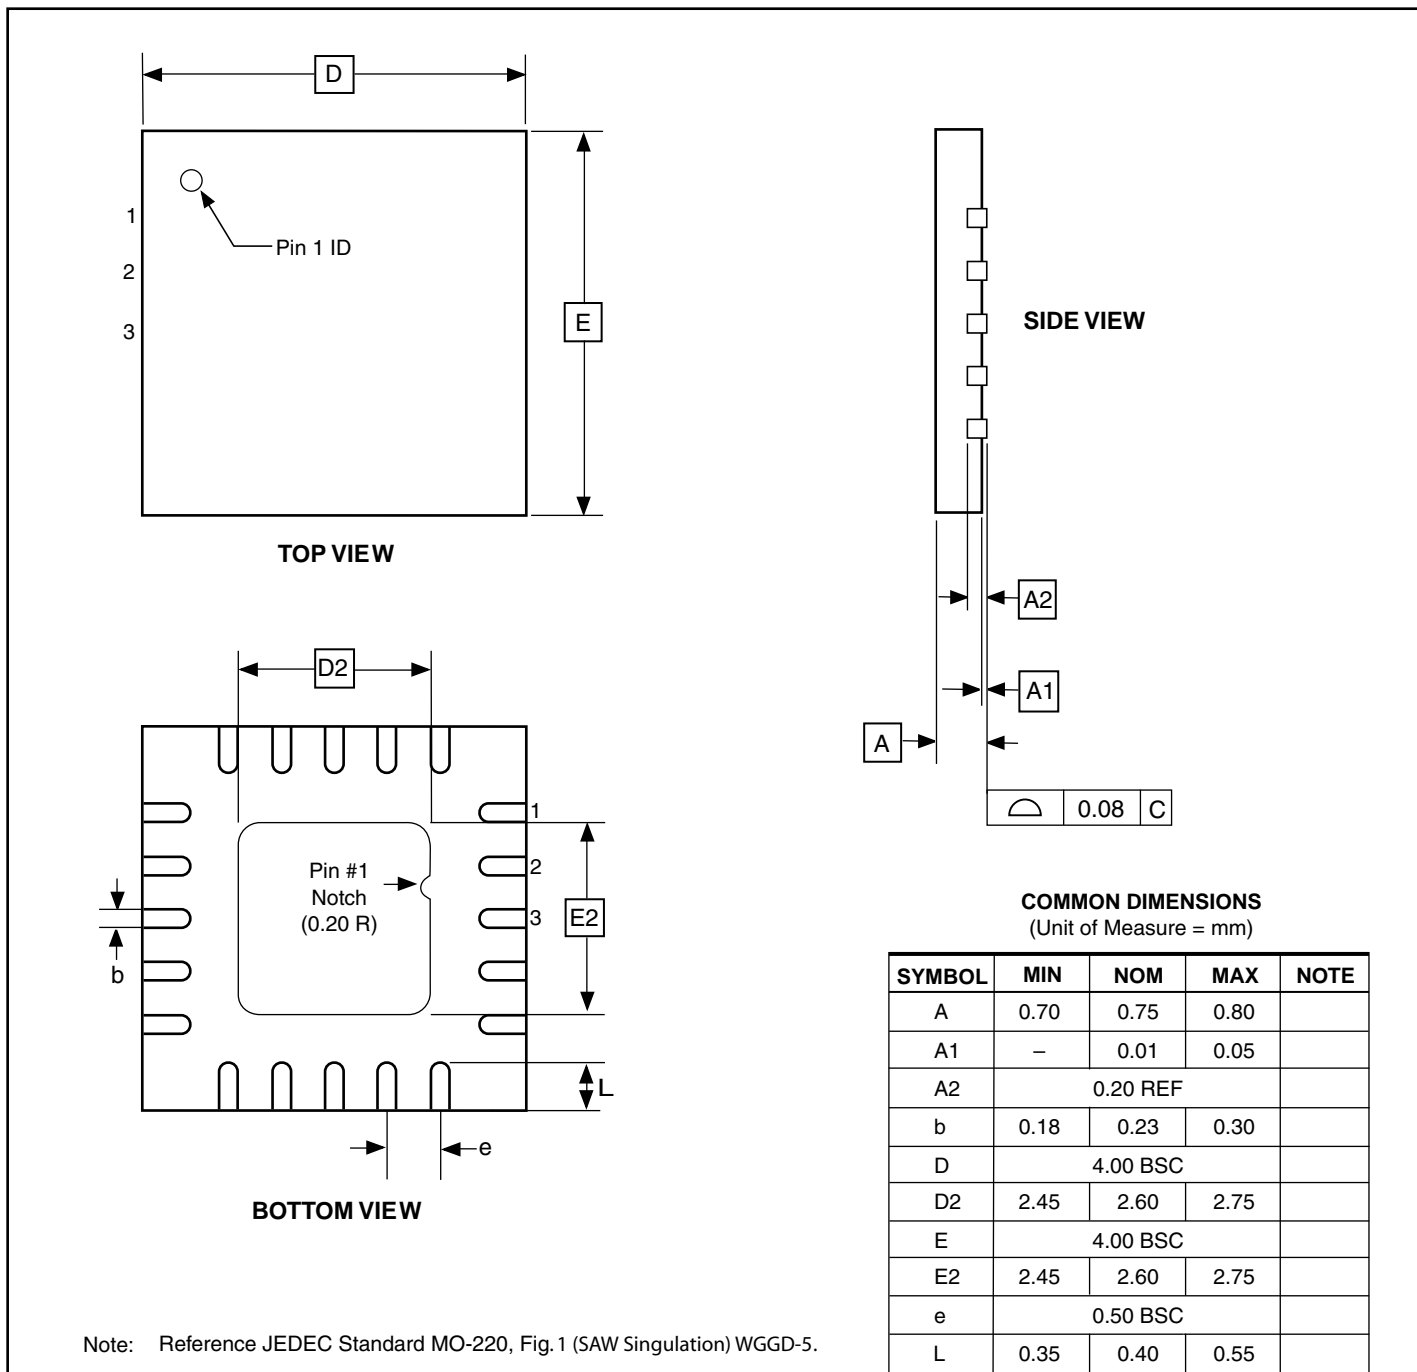 D
1
2
3
Pin 1 ID
E
TOP VIEW
SIDE VIEW
A2
A1
A
0.08 C
D2
1
2
3
Pin #1
Notch
(0.20 R)
E2
b
L
e
BOTTOM VIEW
COMMON DIMENSIONS
(Unit of Measure = mm)
SYMBOL MIN NOM MAX NOTE
A 0.70 0.75 0.80
A1 – 0.01 0.05
A2 0.20 REF
b 0.18 0.23 0.30
D 4.00 BSC
D2 2.45 2.60 2.75
E 4.00 BSC
E2 2.45 2.60 2.75
e 0.50 BSC
L 0.35 0.40 0.55
Note: Reference JEDEC Standard MO-220, Fig. 1 (SAW Singulation) WGGD-5.